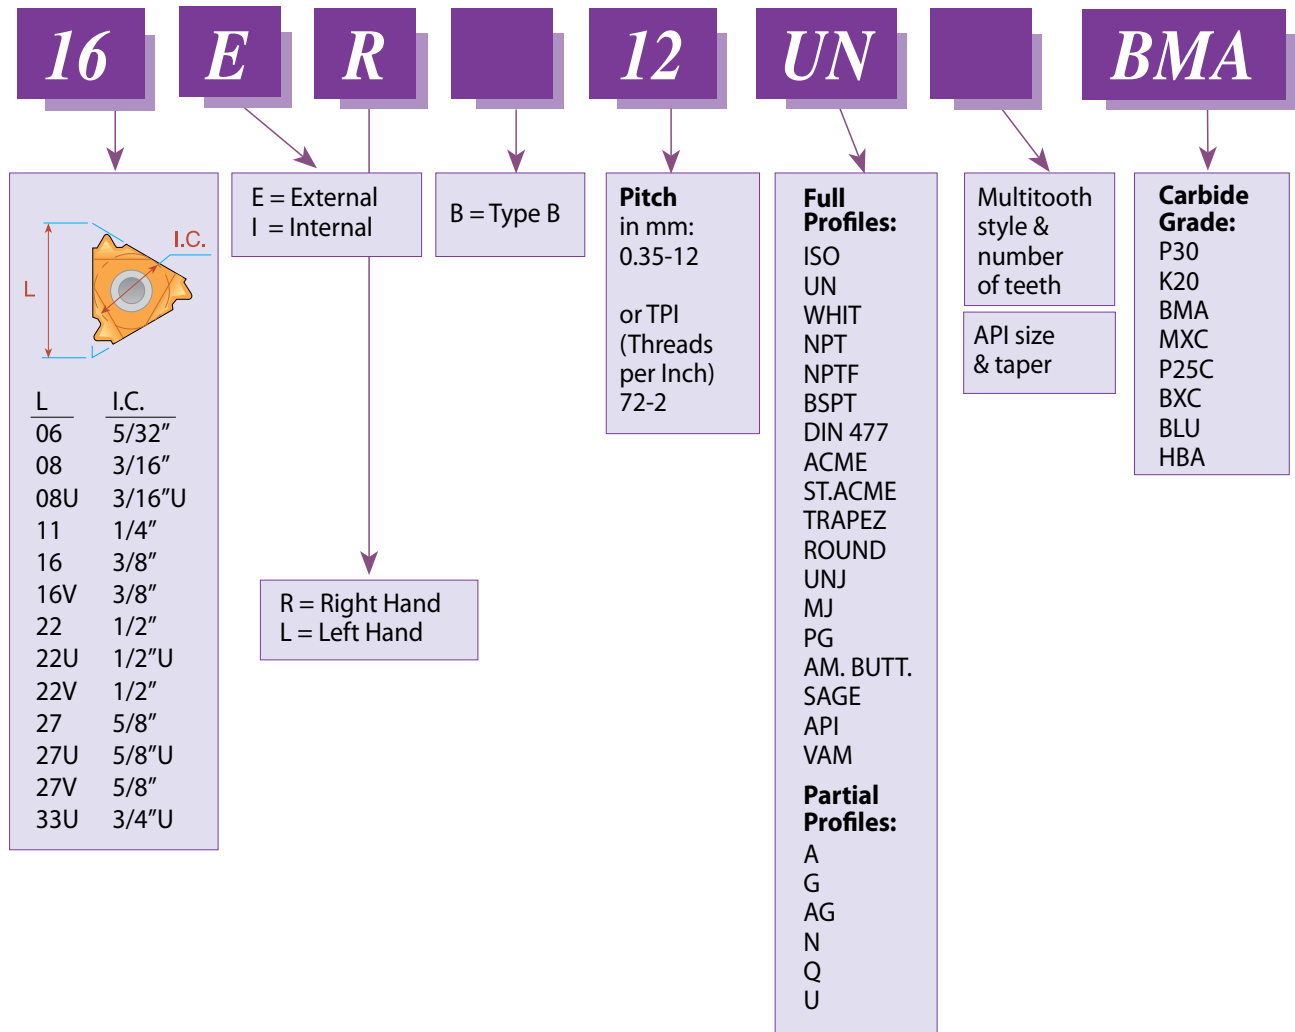 16 E R 12 UN BMA
I.C.
L
L I.C.
06 5/32”
08 3/16”
08U 3/16”U
11 1/4”
16 3/8”
16V 3/8”
22 1/2”
22U 1/2”U
22V 1/2”
27 5/8”
27U 5/8”U
27V 5/8”
33U 3/4”U
E = External
I = Internal
R = Right Hand
L = Left Hand
B = Type B
Pitch
in mm:
0.35-12
or TPI
(Threads
per Inch)
72-2
Full
Profiles:
ISO
UN
WHIT
NPT
NPTF
BSPT
DIN 477
ACME
ST.ACME
TRAPEZ
ROUND
UNJ
MJ
PG
AM. BUTT.
SAGE
API
VAM
Partial
Profiles:
A
G
AG
N
Q
U
Multitooth
style &
number
of teeth
API size
& taper
Carbide
Grade:
P30
K20
BMA
MXC
P25C
BXC
BLU
HBA